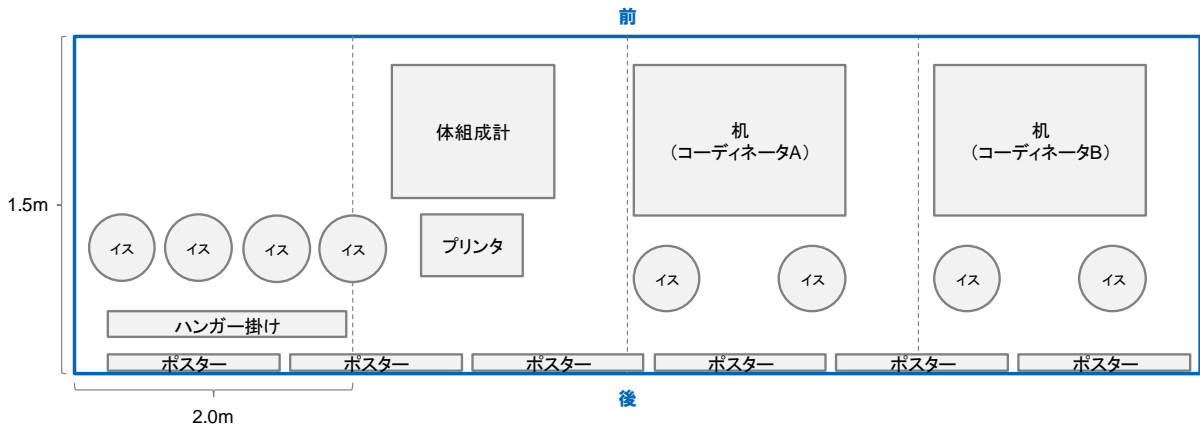 前
体組成計
机
（コーディネータA）
机
（コーディネータB）
1.5m
イス
イス
イス
イス
プリンタ
イス
イス
イス
イス
ハンガー掛け
ポスター
ポスター
ポスター
ポスター
ポスター
ポスター
後
2.0m